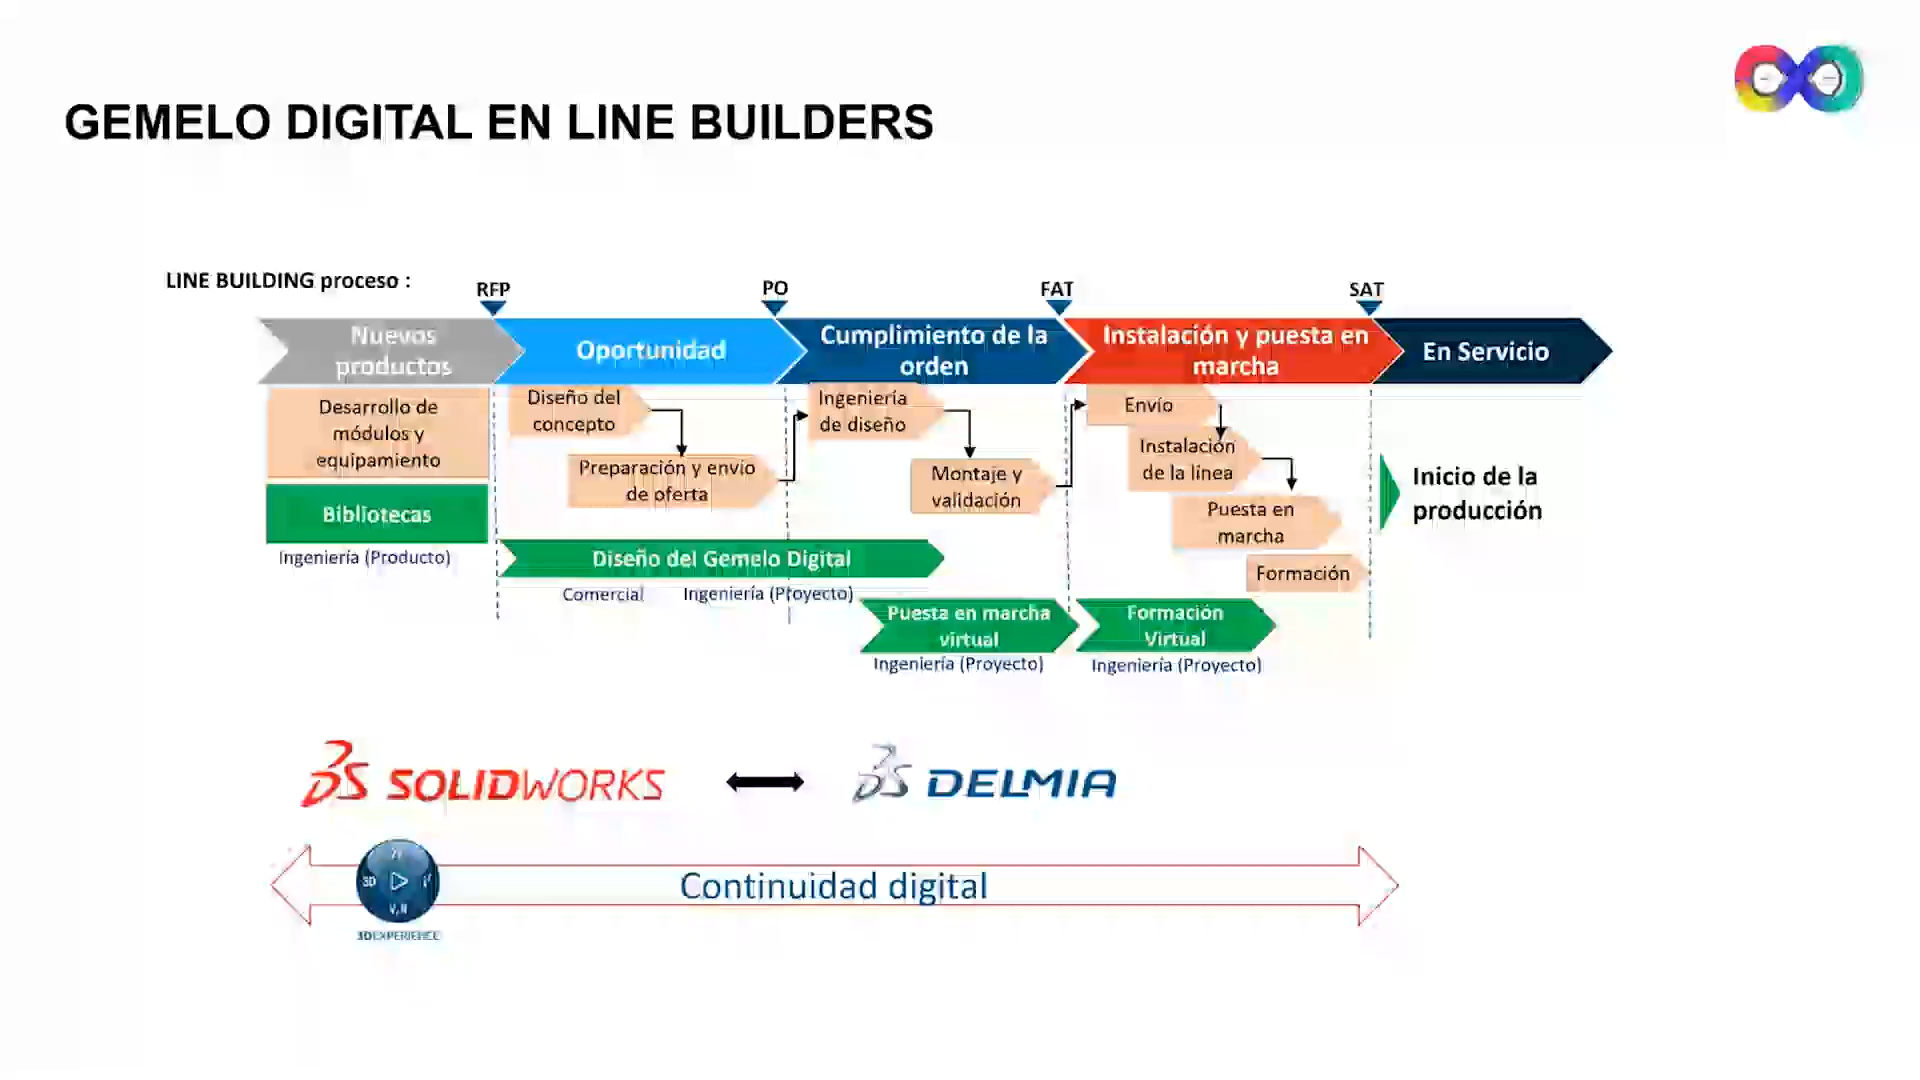 GEMELO DIGITAL EN LINE BUILDERS
LINE BUILDING proceso :
RFP
PO
FAT
SAT
Nuevos
productos
Oportunidad
Cumplimiento de la
orden
Instalación y puesta en
marcha
En Servicio
Desarrollo de
módulos y
equipamiento
Bibliotecas
Ingeniería (Producto)
Diseño del
concepto
Preparación y envío
de oferta
Ingeniería
de diseño
Montaje y
validación
Envío
Instalación
de la línea
Puesta en
marcha
Formación
Inicio de la
producción
Diseño del Gemelo Digital
Comercial
Ingeniería (Proyecto)
Puesta en marcha
virtual
Ingeniería (Proyecto)
Formación
Virtual
Ingeniería (Proyecto)
SOLIDWORKS
DELMIA
3D
V,R
3DEXPERIENCE
Continuidad digital